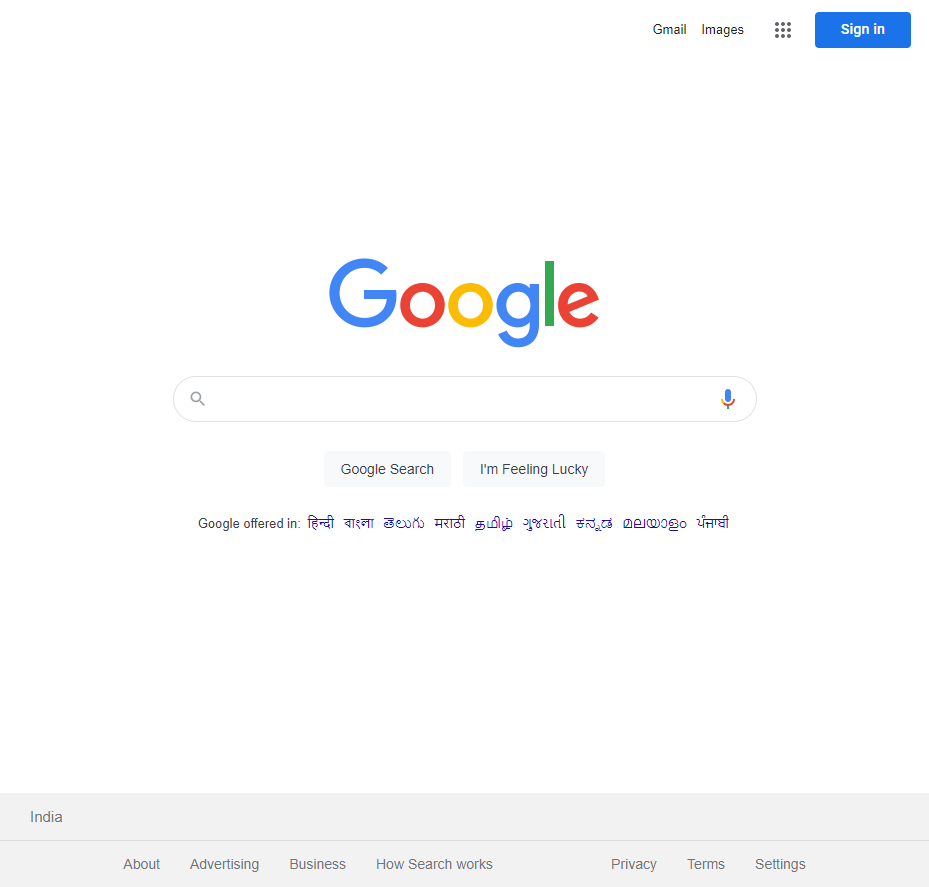 Gmail Images Sign in
Google
Google Search I'm Feeling Lucky
Google offered in: हिन्दी বাংলা తెలుగు मराठी தமிழ் ગુજરાતી ಕನ್ನಡ മലയാളം ਪੰਜਾਬੀ
India
About Advertising Business How Search works Privacy Terms Settings